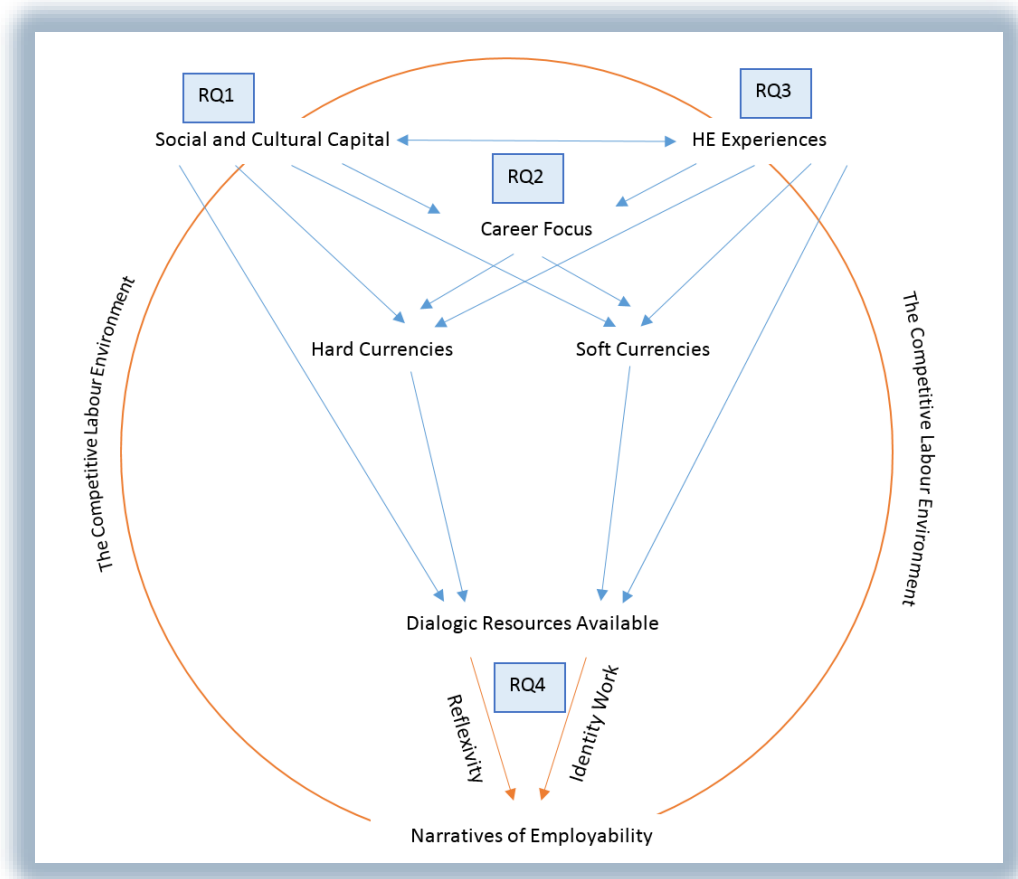 RQ1
RQ3
Social and Cultural Capital
HE Experiences
RQ2
Career Focus
The Competitive Labour Environment
The Competitive Labour Environment
Hard Currencies
Soft Currencies
Dialogic Resources Available
RQ4
Reflexivity
Identity Work
Narratives of Employability